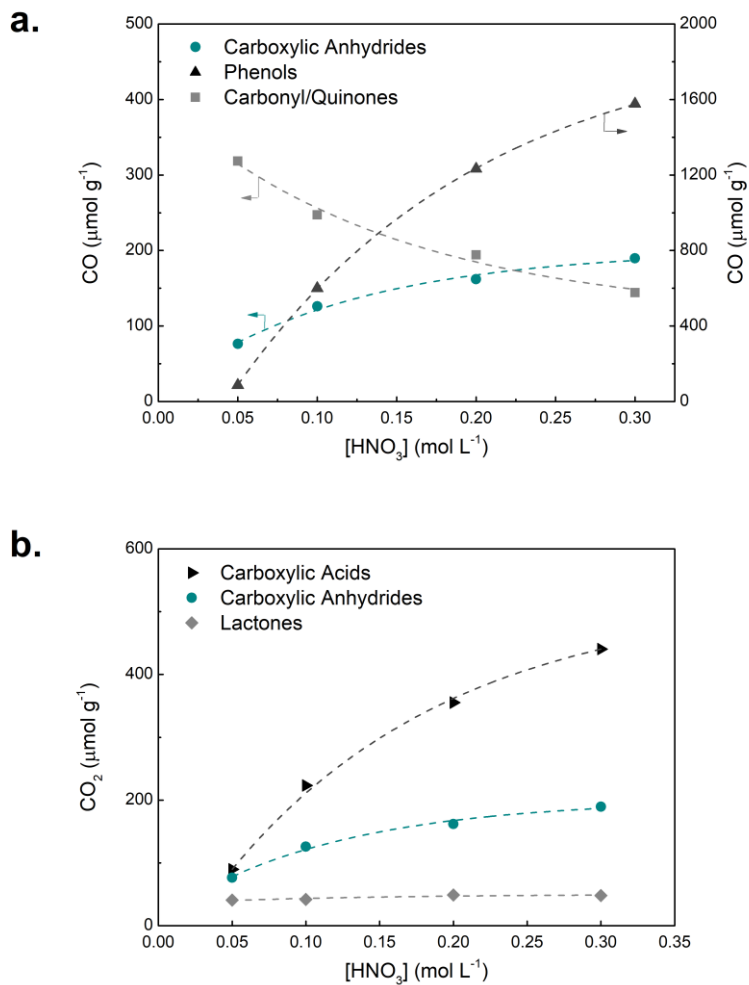 a.
500
400
300
200
100
0
CO (μmol g⁻¹)
Carboxylic Anhydrides
Phenols
Carbonyl/Quinones
2000
1600
1200
800
400
0
CO (μmol g⁻¹)
0.00 0.05 0.10 0.15 0.20 0.25 0.30
[HNO₃] (mol L⁻¹)
b.
600
400
200
0
CO₂ (μmol g⁻¹)
Carboxylic Acids
Carboxylic Anhydrides
Lactones
0.00 0.05 0.10 0.15 0.20 0.25 0.30 0.35
[HNO₃] (mol L⁻¹)